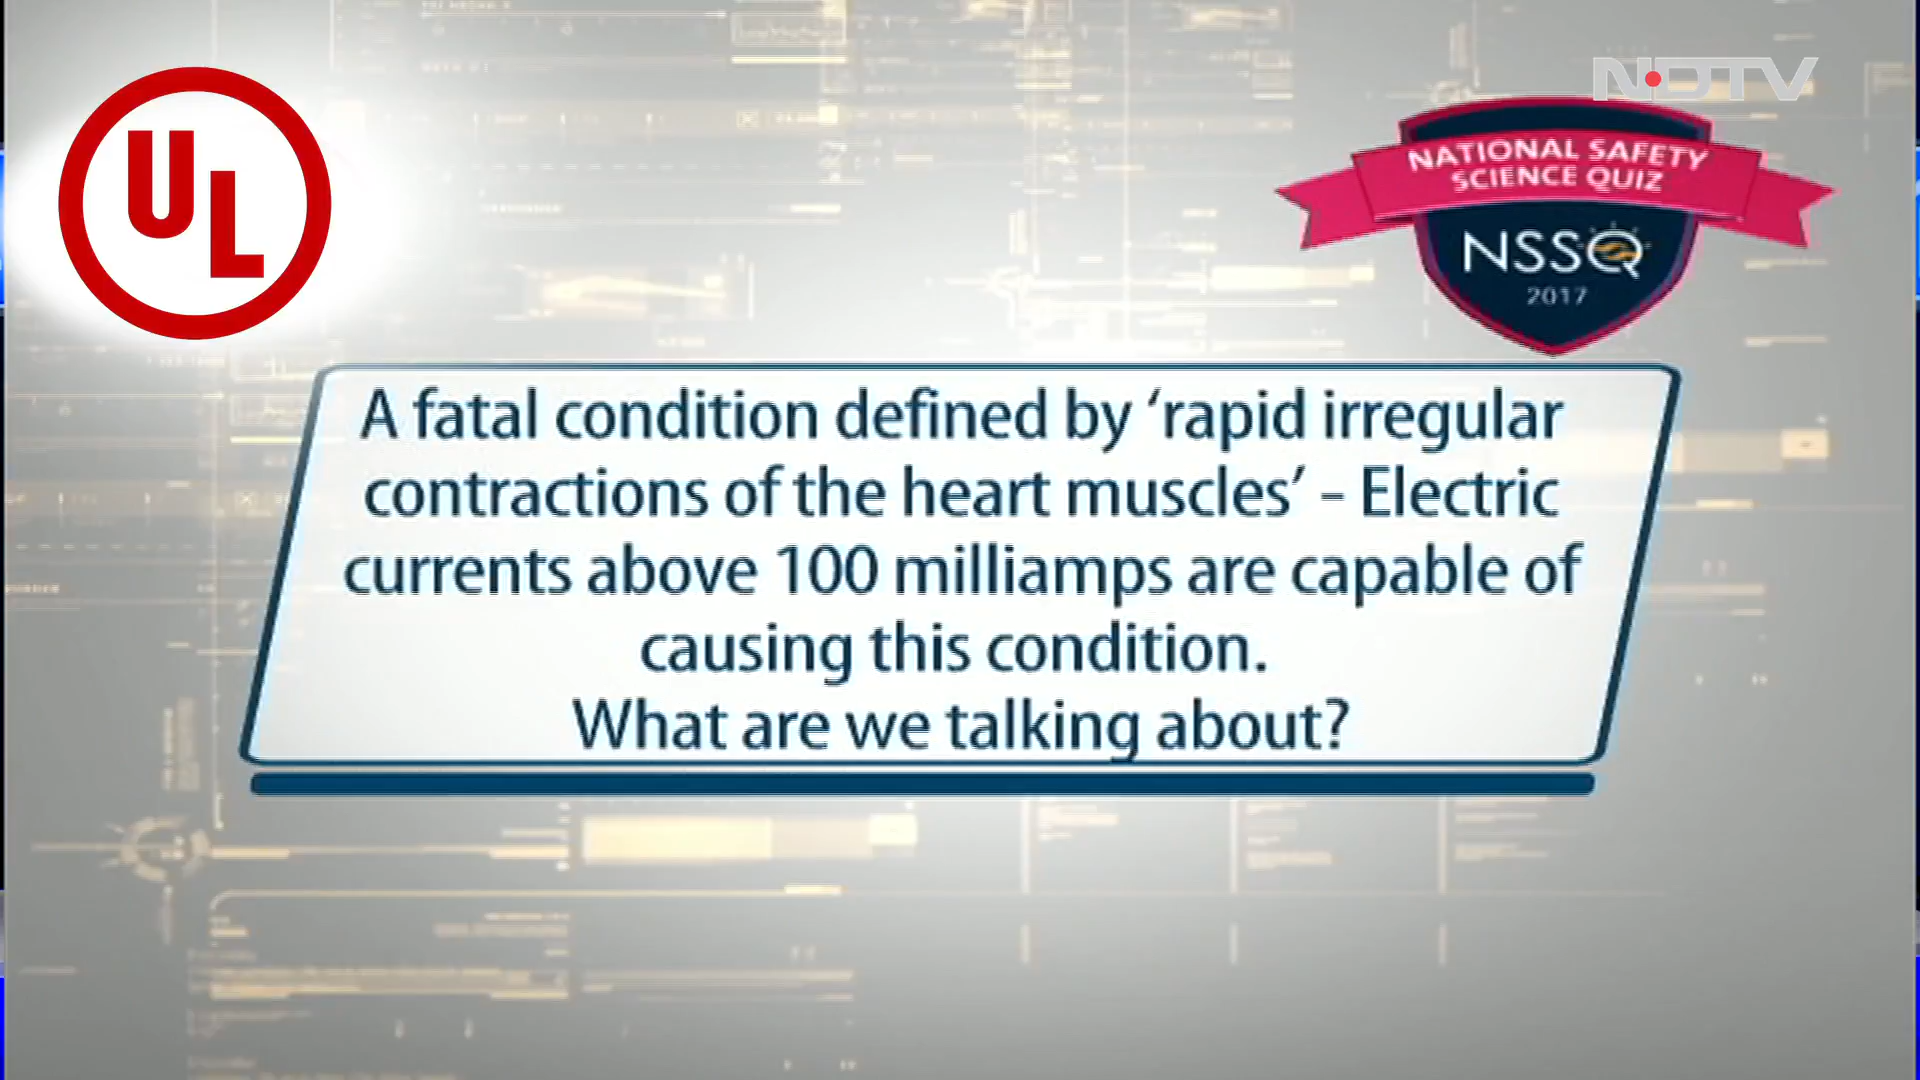 UL
NDTV
NATIONAL SAFETY
SCIENCE QUIZ
NSSQ
2017
A fatal condition defined by ‘rapid irregular
contractions of the heart muscles’ – Electric
currents above 100 milliamps are capable of
causing this condition.
What are we talking about?